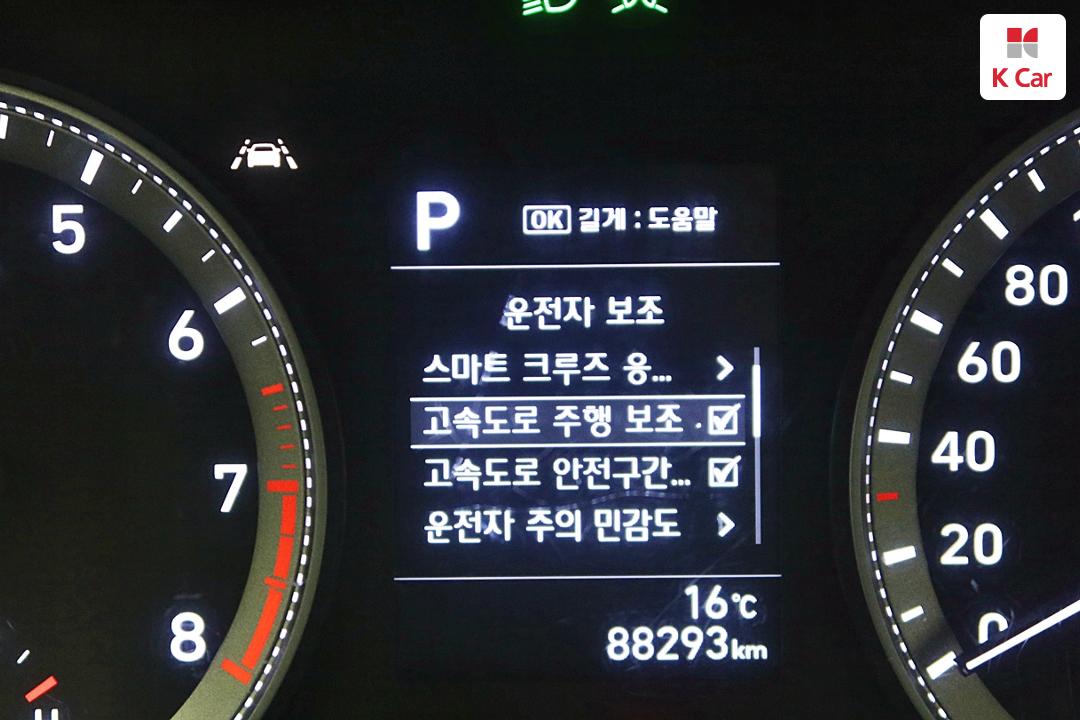 K Car
P
OK 길게 : 도움말
운전자 보조
스마트 크루즈 응...
고속도로 주행 보조 .
고속도로 안전구간...
운전자 주의 민감도
16°C
88293km
5
6
7
8
H
80
60
40
20
0